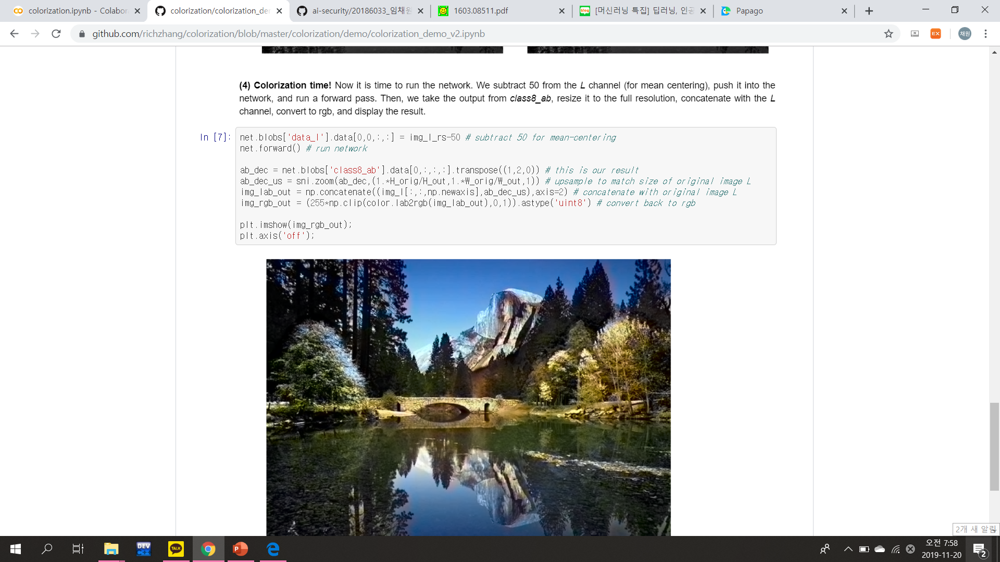 colorization.ipynb - Colabor
colorization/colorization_de
ai-security/20186033_임채원
1603.08511.pdf
[머신러닝 특집] 딥러닝, 인공
Papago
github.com/richzhang/colorization/blob/master/colorization/demo/colorization_demo_v2.ipynb
EX
채원
(4) Colorization time! Now it is time to run the network. We subtract 50 from the L channel (for mean centering), push it into the
network, and run a forward pass. Then, we take the output from class8_ab, resize it to the full resolution, concatenate with the L
channel, convert to rgb, and display the result.
In [7]:
net.blobs['data_l'].data[0,0,:,:] = img_l_rs-50 # subtract 50 for mean-centering
net.forward() # run network
ab_dec = net.blobs['class8_ab'].data[0,:,:,:].transpose((1,2,0)) # this is our result
ab_dec_us = sni.zoom(ab_dec,(1.*H_orig/H_out,1.*W_orig/W_out,1)) # upsample to match size of original image L
img_lab_out = np.concatenate((img_l[:,:,np.newaxis],ab_dec_us),axis=2) # concatenate with original image L
img_rgb_out = (255*np.clip(color.lab2rgb(img_lab_out),0,1)).astype('uint8') # convert back to rgb
plt.imshow(img_rgb_out);
plt.axis('off');
2개 새 알림
DEV
C++
TALK
오전 7:58
2019-11-20
2